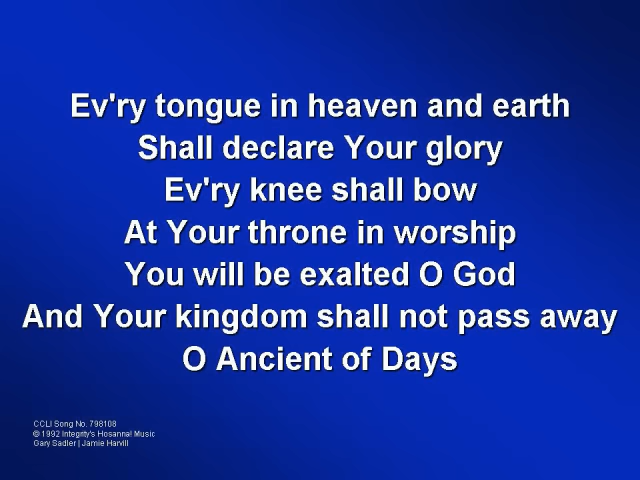 Ev'ry tongue in heaven and earth
Shall declare Your glory
Ev'ry knee shall bow
At Your throne in worship
You will be exalted O God
And Your kingdom shall not pass away
O Ancient of Days
CCLI Song No. 798108
© 1992 Integrity's Hosanna! Music
Gary Sadler | Jamie Harvill